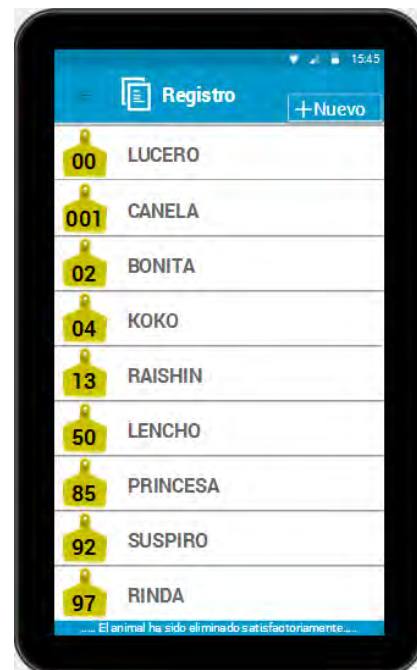 15:45
Registro
+Nuevo
00 LUCERO
001 CANELA
02 BONITA
04 KOKO
13 RAISHIN
50 LENCHO
85 PRINCESA
92 SUSPIRO
97 RINDA
..... El animal ha sido eliminado satisfactoriamente.....